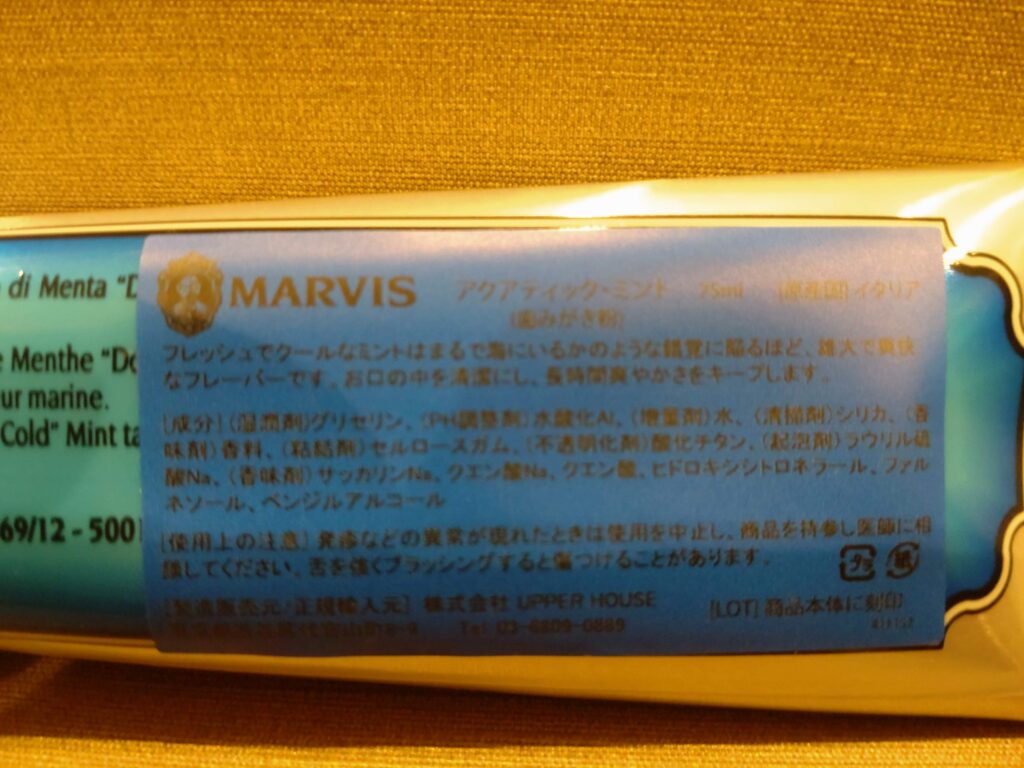 di Menta "D
e Menthe "Do
ur marine.
Cold" Mint ta
69/12 - 500
MARVIS アクアティック・ミント 75ml [原産国] イタリア
(歯みがき粉)
フレッシュでクールなミントはまるで海にいるかのような錯覚に陥るほど、雄大で爽快
なフレーバーです。お口の中を清潔にし、長時間爽やかさをキープします。
[成分]（湿潤剤)グリセリン、(PH調整剤)水酸化Al、(増量剤)水、(清掃剤)シリカ、(香
味剤)香料、(粘結剤)セルロースガム、(不透明化剤)酸化チタン、(起泡剤)ラウリル硫
酸Na、(香味剤)サッカリンNa、クエン酸Na、クエン酸、ヒドロキシシトロネラール、ファル
ネソール、ベンジルアルコール
[使用上の注意] 発疹などの異常が現れたときは使用を中止し、商品を持参し医師に相
談してください。舌を強くブラッシングすると傷つけることがあります。
プラ 紙
[製造販売元/正規輸入元] 株式会社 UPPER HOUSE [LOT] 商品本体に刻印
東京都渋谷区代官山町8-9 Tel 03-6809-0889